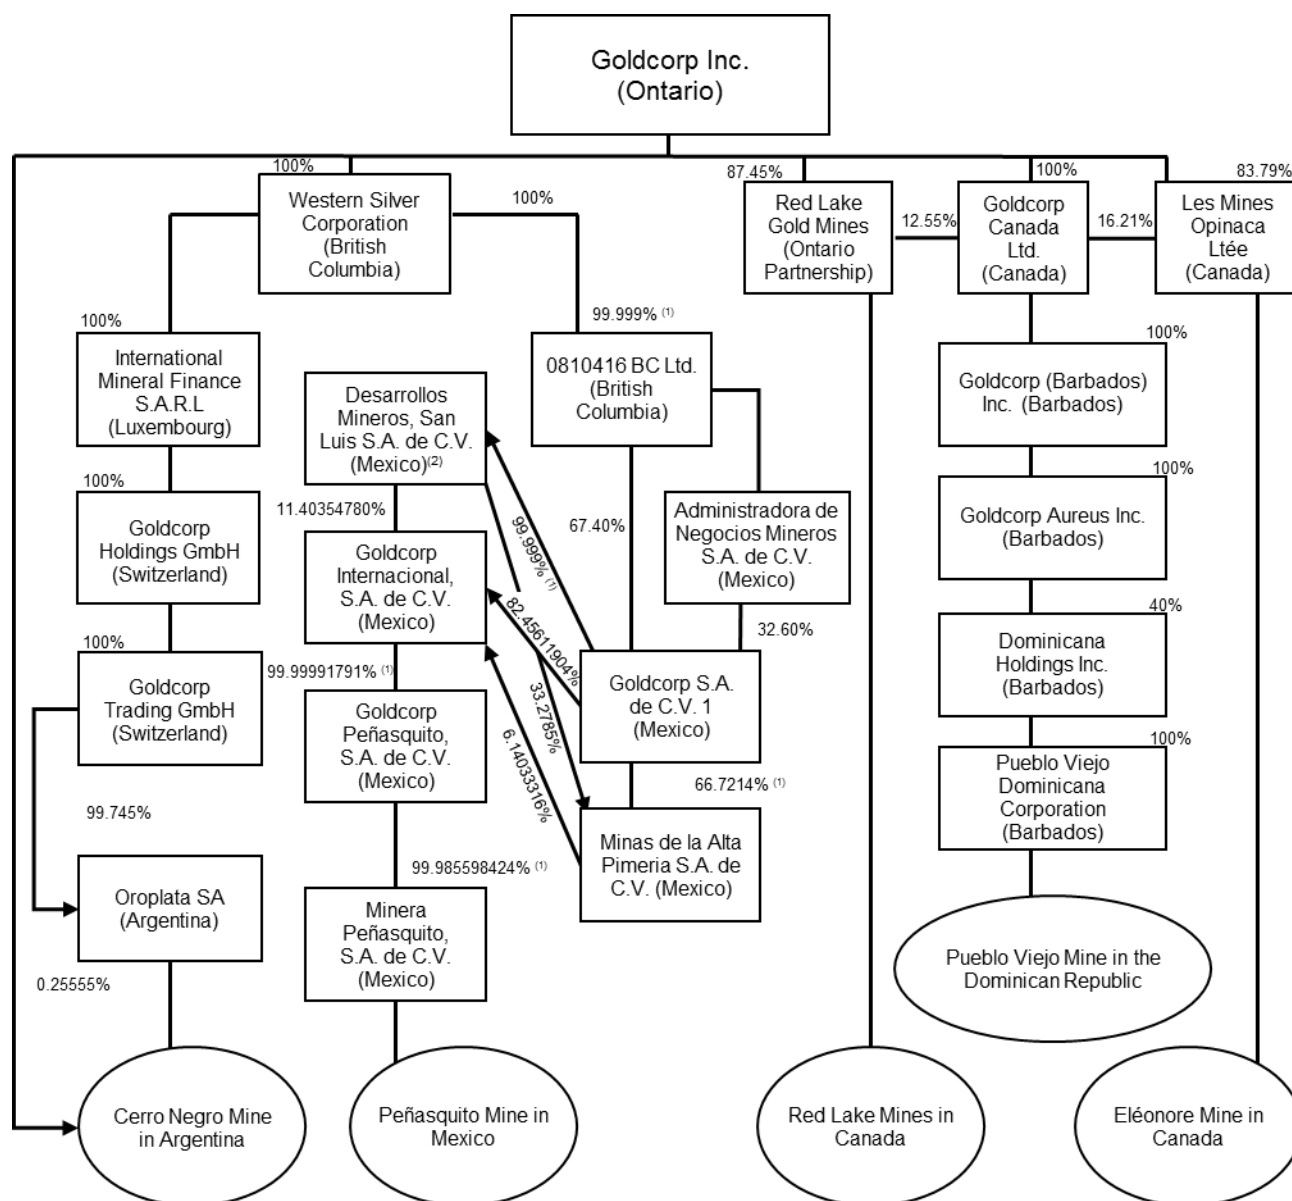 Goldcorp Inc.
(Ontario)
100%
87.45%
100%
83.79%
Western Silver
Corporation
(British
Columbia)
100%
Red Lake
Gold Mines
(Ontario
Partnership)
12.55%
Goldcorp
Canada
Ltd.
(Canada)
16.21%
Les Mines
Opinaca
Ltée
(Canada)
100%
99.999% (1)
100%
International
Mineral Finance
S.A.R.L
(Luxembourg)
Desarrollos
Mineros, San
Luis S.A. de C.V.
(Mexico)(2)
0810416 BC Ltd.
(British
Columbia)
Goldcorp (Barbados)
Inc. (Barbados)
100%
11.40354780%
99.999% (1)
67.40%
100%
Goldcorp
Holdings GmbH
(Switzerland)
Goldcorp
Internacional,
S.A. de C.V.
(Mexico)
Administradora de
Negocios Mineros
S.A. de C.V.
(Mexico)
Goldcorp Aureus Inc.
(Barbados)
100%
99.99991791% (1)
82.45611904%
33.2785%
6.14033316%
32.60%
40%
Goldcorp
Trading GmbH
(Switzerland)
Goldcorp
Peñasquito,
S.A. de C.V.
(Mexico)
Goldcorp S.A.
de C.V. 1
(Mexico)
Dominicana
Holdings Inc.
(Barbados)
99.745%
99.985598424% (1)
66.7214% (1)
100%
Pueblo Viejo
Dominicana
Corporation
(Barbados)
Oroplata SA
(Argentina)
Minera
Peñasquito,
S.A. de C.V.
(Mexico)
Minas de la Alta
Pimeria S.A. de
C.V. (Mexico)
0.25555%
Pueblo Viejo Mine in the
Dominican Republic
Cerro Negro Mine
in Argentina
Peñasquito Mine in
Mexico
Red Lake Mines in
Canada
Eléonore Mine in
Canada